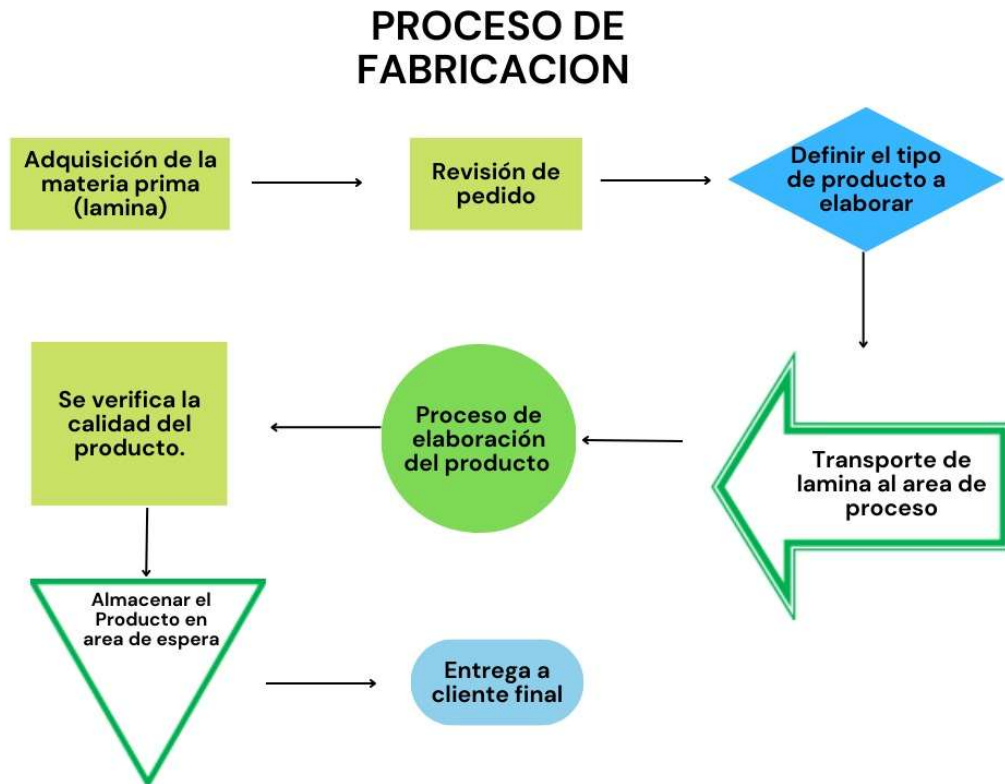 PROCESO DE
FABRICACION
Adquisición de la
materia prima
(lamina)
Revisión de
pedido
Definir el tipo
de producto a
elaborar
Transporte de
lamina al area de
proceso
Proceso de
elaboración
del producto
Se verifica la
calidad del
producto.
Almacenar el
Producto en
area de espera
Entrega a
cliente final